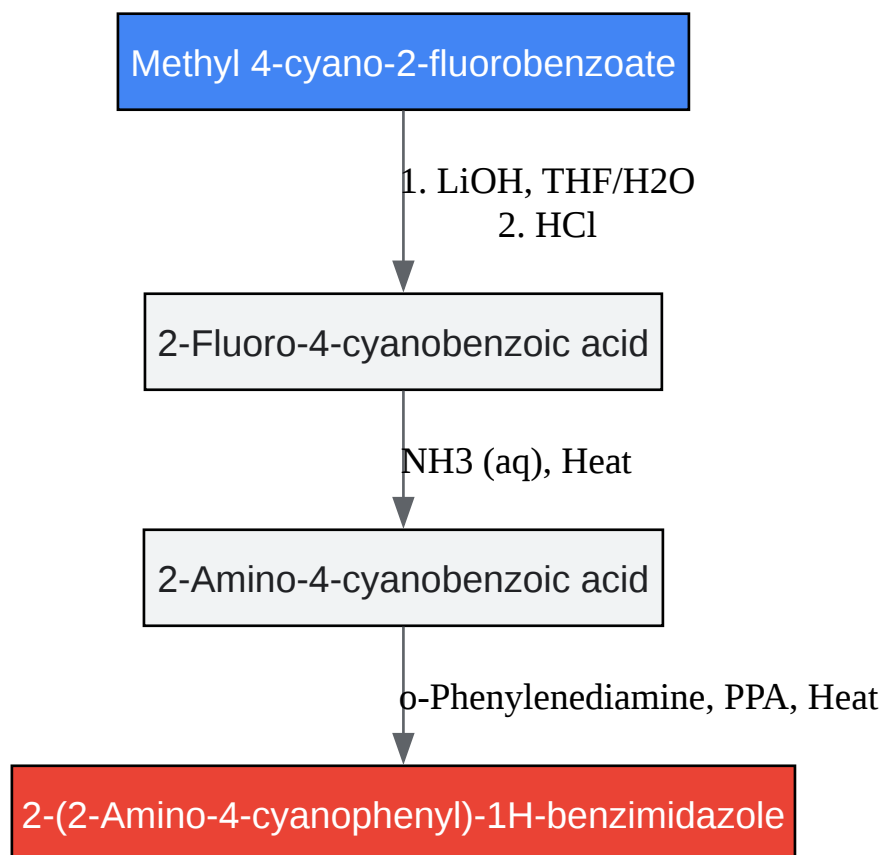 Methyl 4-cyano-2-fluorobenzoate
1. LiOH, THF/H2O
2. HCl
2-Fluoro-4-cyanobenzoic acid
NH3 (aq), Heat
2-Amino-4-cyanobenzoic acid
o-Phenylenediamine, PPA, Heat
2-(2-Amino-4-cyanophenyl)-1H-benzimidazole